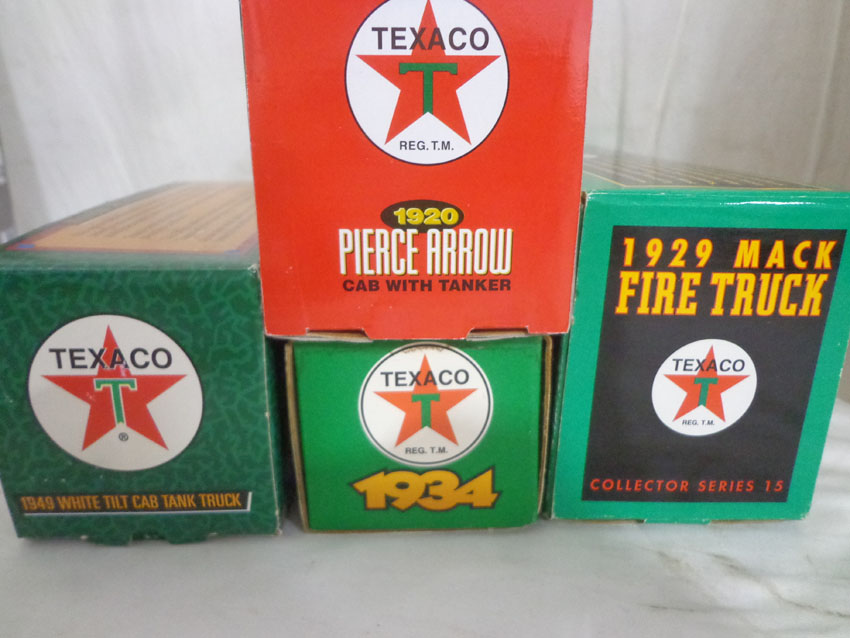 TEXACO
T
REG. T.M.
1920
PIERCE ARROW
CAB WITH TANKER
TEXACO
T
®
1949 WHITE TILT CAB TANK TRUCK
TEXACO
T
REG. T.M.
1934
1929 MACK
FIRE TRUCK
TEXACO
T
REG. T.M.
COLLECTOR SERIES 15